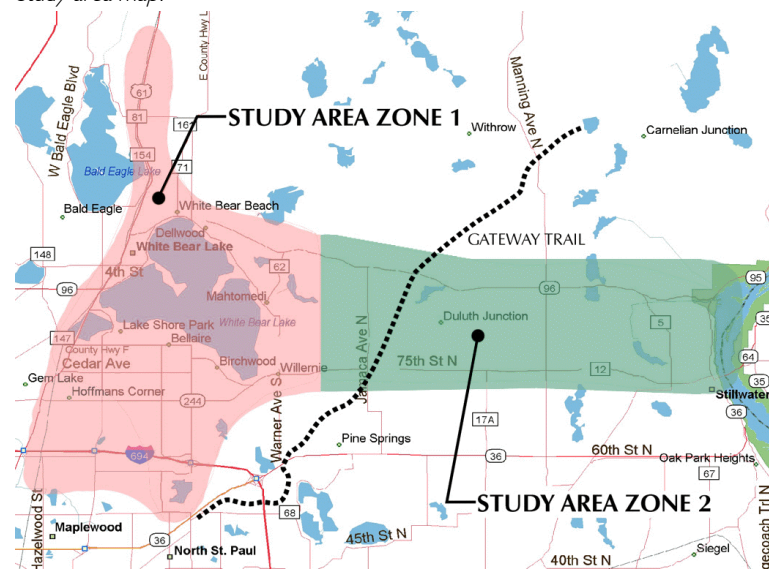 Study area map.
W Bald Eagle Blvd
E County Hwy L
61
81
161
STUDY AREA ZONE 1
Manning Ave N
Withrow
Carnelian Junction
154
71
Bald Eagle Lake
Bald Eagle
White Bear Beach
Dellwood
White Bear Lake
GATEWAY TRAIL
148
4th St
62
96
96
95
Mahtomedi
147
Lake Shore Park
White Bear Lake
Duluth Junction
5
35
Bellaire
County Hwy F
Cedar Ave
Birchwood
Willernie
75th St N
12
64
Gem Lake
Hoffmans Corner
Jamaca Ave N
35
Stillwater
244
Warner Ave S
17A
36
Pine Springs
60th St N
694
36
Oak Park Heights
67
STUDY AREA ZONE 2
Hazelwood St
68
Maplewood
36
North St. Paul
45th St N
40th St N
Siegel
gecoach Trl N